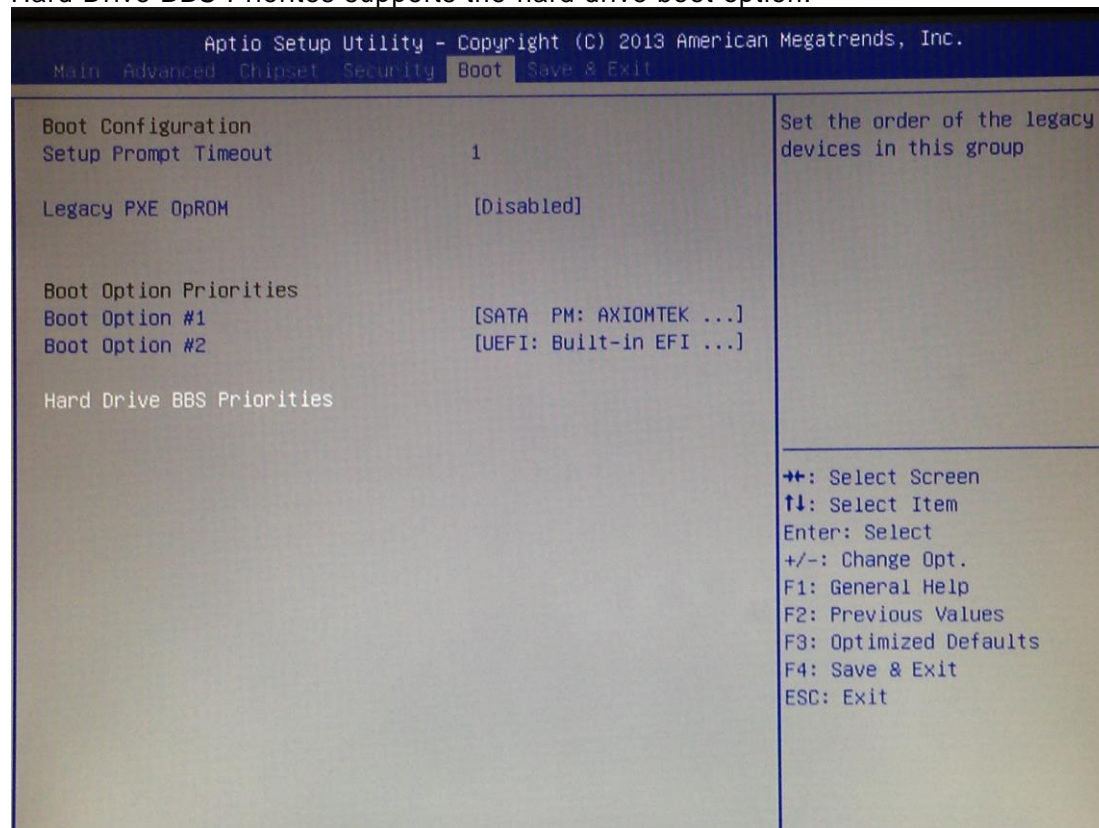 Hard Drive BBS Priorites supports the hard drive boot option.
Aptio Setup Utility – Copyright (C) 2013 American Megatrends, Inc.
Main Advanced Chipset Security Boot Save & Exit
Boot Configuration
Setup Prompt Timeout 1
Legacy PXE OpROM [Disabled]
Boot Option Priorities
Boot Option #1 [SATA PM: AXIOMTEK ...]
Boot Option #2 [UEFI: Built-in EFI ...]
Hard Drive BBS Priorities
Set the order of the legacy
devices in this group
→←: Select Screen
↑↓: Select Item
Enter: Select
+/-: Change Opt.
F1: General Help
F2: Previous Values
F3: Optimized Defaults
F4: Save & Exit
ESC: Exit